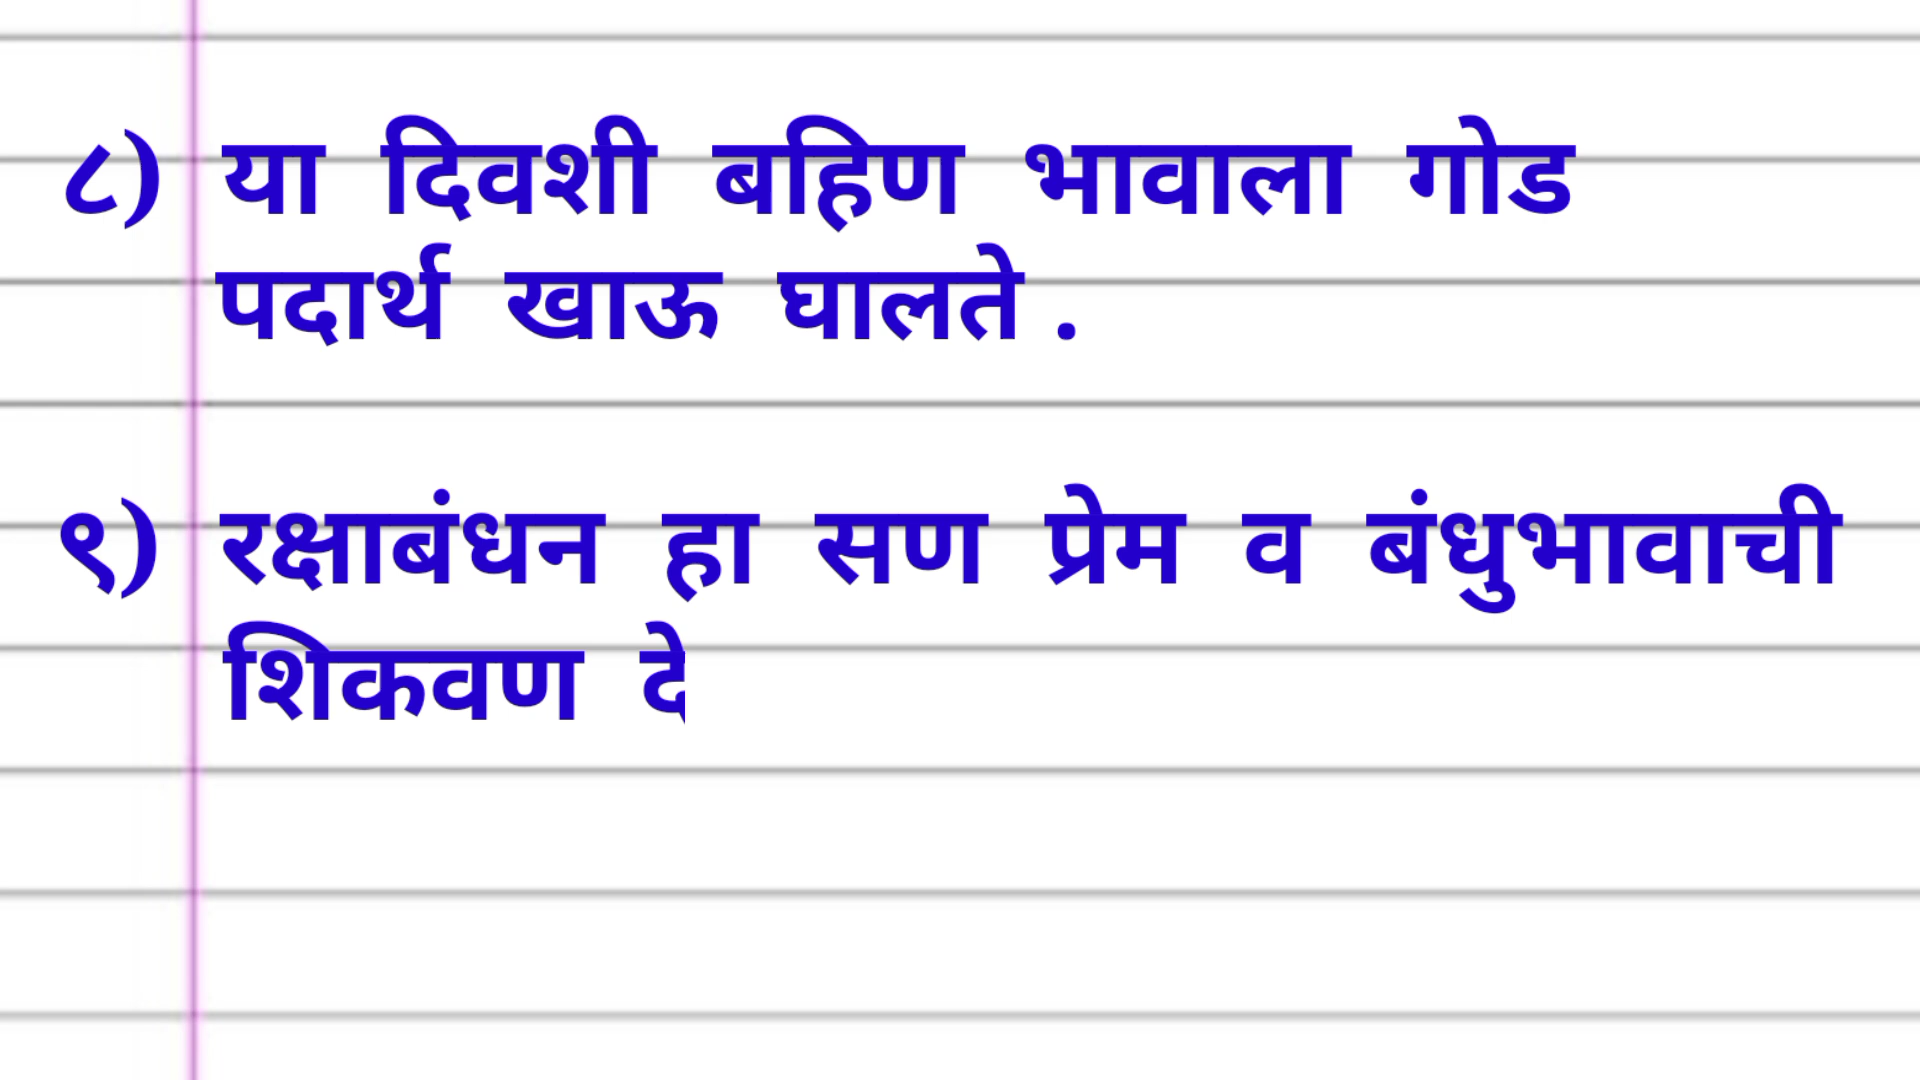 ८) या दिवशी बहिण भावाला गोड
पदार्थ खाऊ घालते .
९) रक्षाबंधन हा सण प्रेम व बंधुभावाची
शिकवण